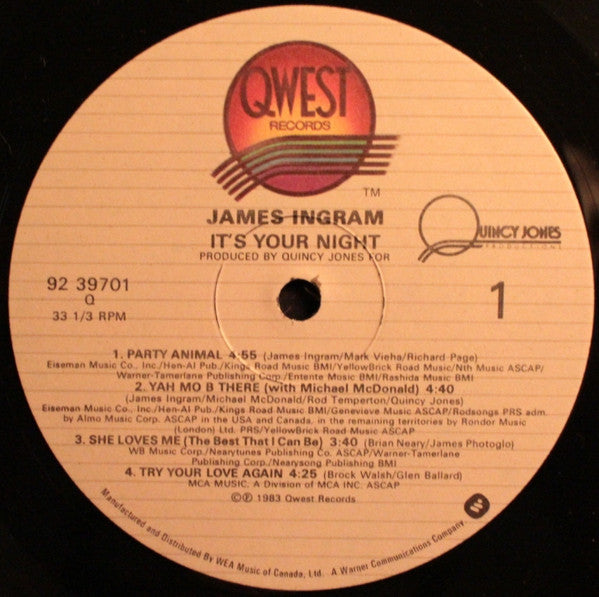 QWEST
RECORDS
TM
JAMES INGRAM
IT'S YOUR NIGHT
PRODUCED BY QUINCY JONES FOR
QUINCY JONES
PRODUCTIONS
92 39701
Q
33 1/3 RPM
1
1. PARTY ANIMAL 4:55 (James Ingram/Mark Vieha/Richard Page)
Eiseman Music Co., Inc./Hen-Al Pub./Kings Road Music BMI/YellowBrick Road Music/Nth Music ASCAP/
Warner-Tamerlane Publishing Corp./Entente Music BMI/Rashida Music BMI
2. YAH MO B THERE (with Michael McDonald) 4:40
(James Ingram/Michael McDonald/Rod Temperton/Quincy Jones)
Eiseman Music Co., Inc./Hen-Al Pub./Kings Road Music BMI/Genevieve Music ASCAP/Rodsongs PRS adm.
by Almo Music Corp. ASCAP in the USA and Canada, in the remaining territories by Rondor Music
(London) Ltd. PRS/YellowBrick Road Music-ASCAP
3. SHE LOVES ME (The Best That I Can Be) 3:40 (Brian Neary/James Photoglo)
WB Music Corp./Nearytunes Publishing Co. ASCAP/Warner-Tamerlane
Publishing Corp./Nearysong Publishing BMI
4. TRY YOUR LOVE AGAIN 4:25 (Brock Walsh/Glen Ballard)
MCA Music, A Division of MCA INC. ASCAP
©℗ 1983 Qwest Records
Manufactured and Distributed By WEA Music of Canada, Ltd. A Warner Communications Company.